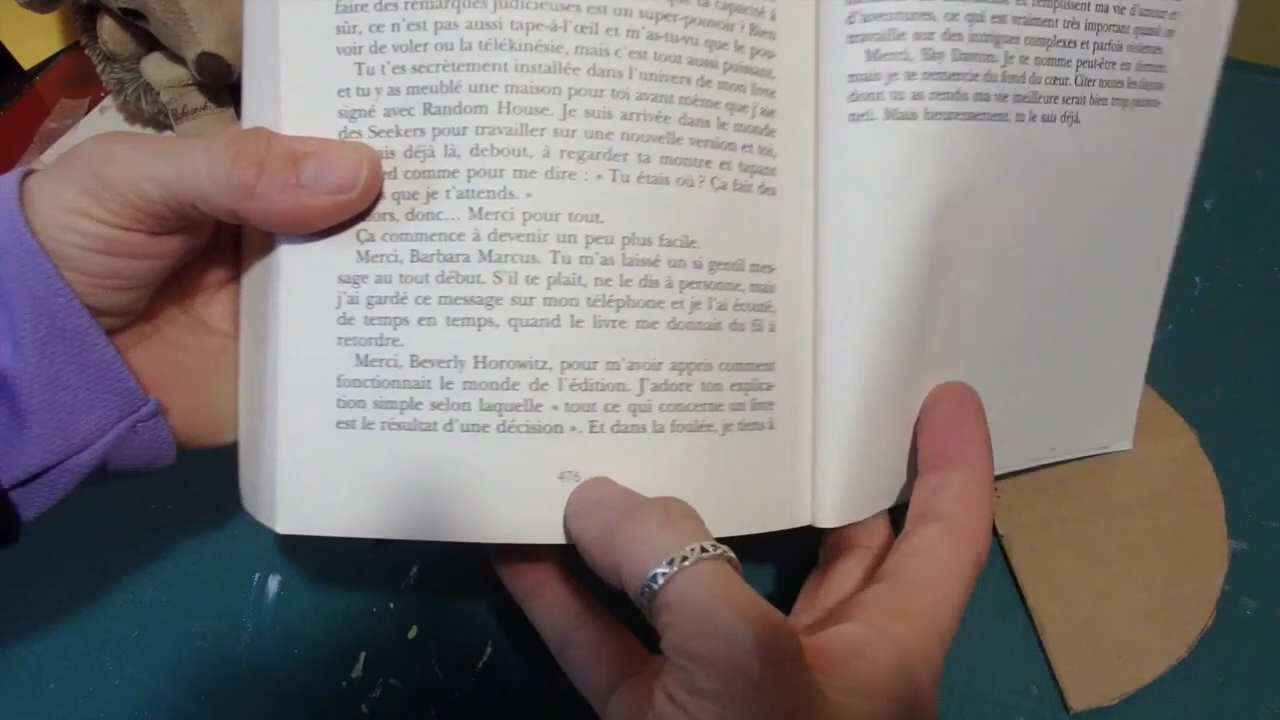 faire des remarques judicieuses est un super-pouvoir ? Bien
sûr, ce n'est pas aussi tape-à-l'œil et m'as-tu-vu que le pou-
voir de voler ou la télékinésie, mais c'est tout aussi puissant.
Tu t'es secrètement installée dans l'univers de mon livre
et tu y as meublé une maison pour toi avant même que j'aie
signé avec Random House. Je suis arrivée dans le monde
des Seekers pour travailler sur une nouvelle version et toi,
déjà là, debout, à regarder ta montre et tapant
comme pour me dire : « Tu étais où ? Ça fait des
que je t'attends. »
donc... Merci pour tout.
Ça commence à devenir un peu plus facile.
Merci, Barbara Marcus. Tu m'as laissé un si gentil mes-
sage au tout début. S'il te plaît, ne le dis à personne, mais
j'ai gardé ce message sur mon téléphone et je l'ai écouté,
de temps en temps, quand le livre me donnait du fil à
retordre.
Merci, Beverly Horowitz, pour m'avoir appris comment
fonctionnait le monde de l'édition. J'adore ton explica-
tion simple selon laquelle « tout ce qui concerne un livre
est le résultat d'une décision ». Et dans la foulée, je tiens à
476
ma vie d'amour et
d'aventures, ce qui est vraiment très important quand on
travaille sur des intrigues complexes et parfois
Merci, Sky Dawson. Je te nomme peut-être en dernier,
mais je te remercie du fond du cœur. Citer toutes les façons
dont tu as rendu ma vie meilleure serait bien trop
Mais heureusement, tu le sais déjà.